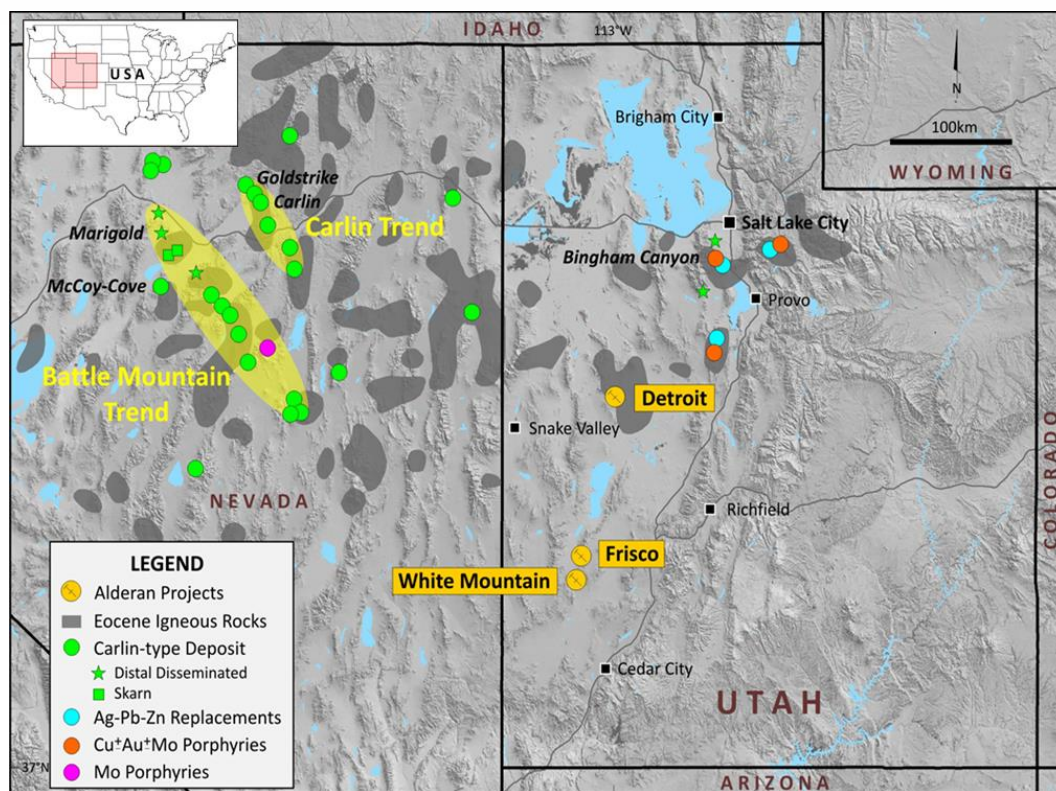 IDAHO
113°W
USA
N
100km
WYOMING
Brigham City
Goldstrike
Carlin
Carlin Trend
Salt Lake City
Marigold
Bingham Canyon
McCoy-Cove
Provo
Battle Mountain
Trend
Detroit
Snake Valley
COLORADO
NEVADA
Richfield
Frisco
White Mountain
LEGEND
Alderan Projects
Eocene Igneous Rocks
Carlin-type Deposit
Distal Disseminated
Skarn
Ag-Pb-Zn Replacements
Cu±Au±Mo Porphyries
Mo Porphyries
Cedar City
UTAH
37°N
ARIZONA